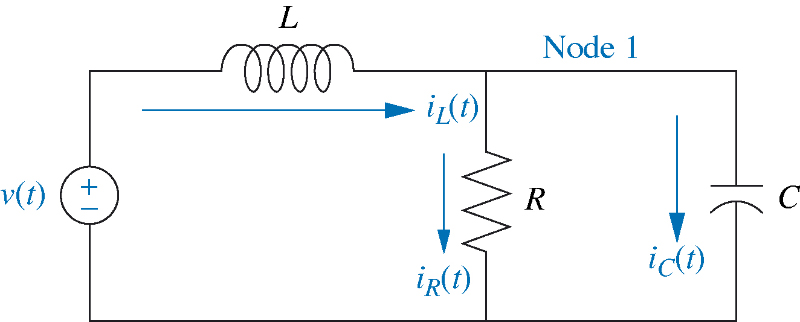 L
Node 1
i_L(t)
v(t)
+
−
R
C
i_R(t)
i_C(t)